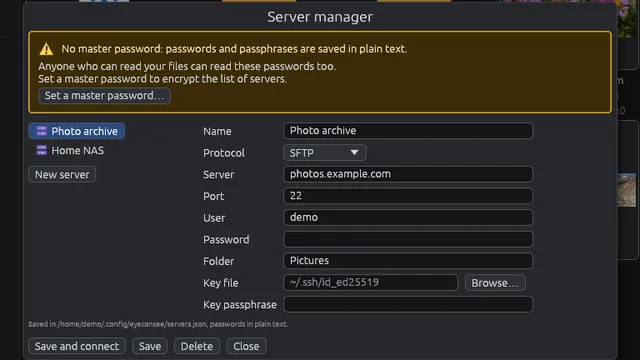 Server manager
No master password: passwords and passphrases are saved in plain text.
Anyone who can read your files can read these passwords too.
Set a master password to encrypt the list of servers.
Set a master password...
Photo archive
Home NAS
New server
Name
Photo archive
Protocol
SFTP
Server
photos.example.com
Port
22
User
demo
Password
Folder
Pictures
Key file
~/.ssh/id_ed25519
Browse...
Key passphrase
Saved in /home/demo/.config/eyecansee/servers.json, passwords in plain text.
Save and connect
Save
Delete
Close